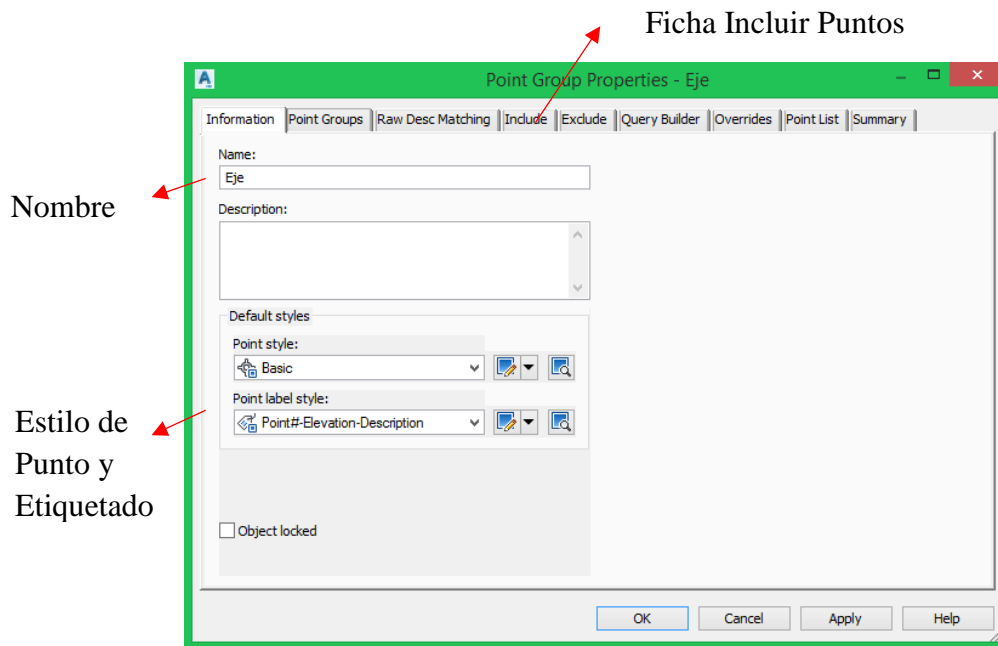 Ficha Incluir Puntos
Point Group Properties - Eje
Information Point Groups Raw Desc Matching Include Exclude Query Builder Overrides Point List Summary
Name:
Eje
Nombre
Description:
Default styles
Point style:
Basic
Point label style:
Point#-Elevation-Description
Estilo de
Punto y
Etiquetado
Object locked
OK Cancel Apply Help